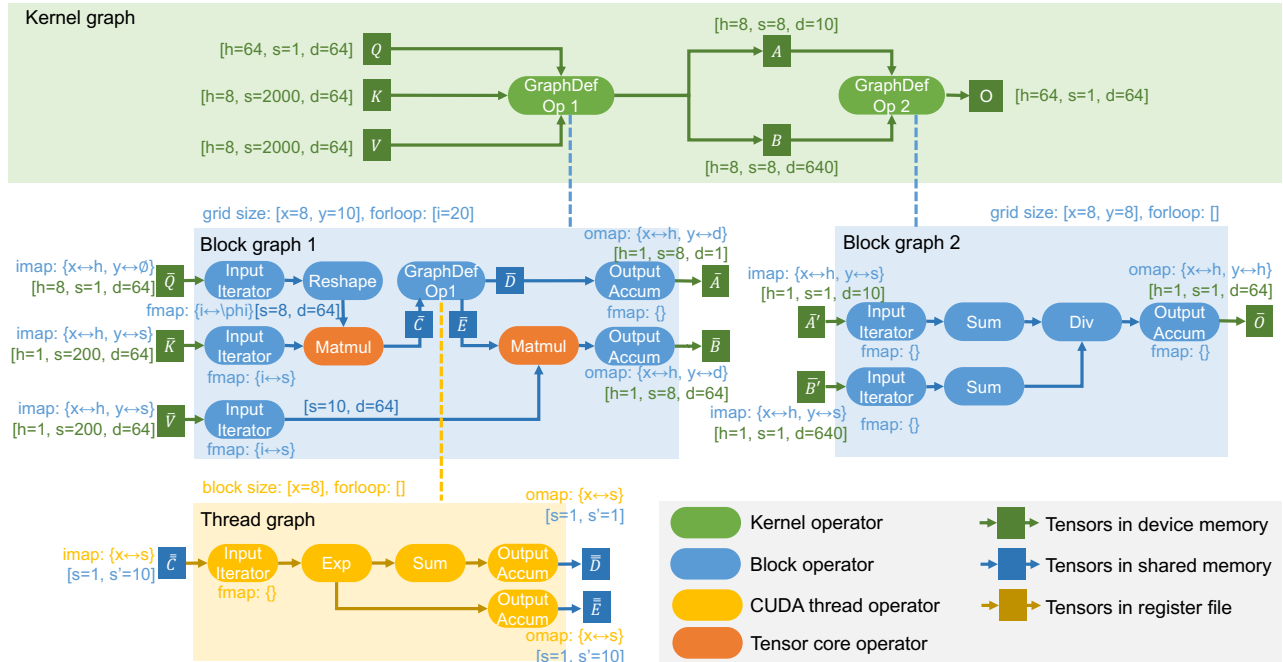 Kernel graph
[h=64, s=1, d=64]
Q
[h=8, s=2000, d=64]
K
[h=8, s=2000, d=64]
V
GraphDef
Op 1
[h=8, s=8, d=10]
A
B
[h=8, s=8, d=640]
GraphDef
Op 2
O
[h=64, s=1, d=64]
grid size: [x=8, y=10], forloop: [i=20]
Block graph 1
imap: {x↔h, y↔∅}
[h=8, s=1, d=64]
Q̄
Input
Iterator
Reshape
fmap: {i↔\phi}
[s=8, d=64]
GraphDef
Op1
D̄
omap: {x↔h, y↔d}
[h=1, s=8, d=1]
Output
Accum
fmap: {}
Ā
imap: {x↔h, y↔s}
[h=1, s=200, d=64]
K̄
Input
Iterator
fmap: {i↔s}
Matmul
C̄
Ē
Matmul
Output
Accum
B̄
omap: {x↔h, y↔d}
[h=1, s=8, d=64]
imap: {x↔h, y↔s}
[h=1, s=200, d=64]
V̄
Input
Iterator
fmap: {i↔s}
[s=10, d=64]
grid size: [x=8, y=8], forloop: []
Block graph 2
imap: {x↔h, y↔s}
[h=1, s=1, d=10]
Ā′
Input
Iterator
fmap: {}
Sum
Div
omap: {x↔h, y↔h}
[h=1, s=1, d=64]
Output
Accum
fmap: {}
Ō
B̄′
imap: {x↔h, y↔s}
[h=1, s=1, d=640]
Input
Iterator
fmap: {}
Sum
block size: [x=8], forloop: []
Thread graph
imap: {x↔s}
[s=1, s'=10]
C̿
Input
Iterator
fmap: {}
Exp
Sum
omap: {x↔s}
[s=1, s'=1]
Output
Accum
D̿
Output
Accum
E̿
omap: {x↔s}
[s=1, s'=10]
Kernel operator
Block operator
CUDA thread operator
Tensor core operator
Tensors in device memory
Tensors in shared memory
Tensors in register file